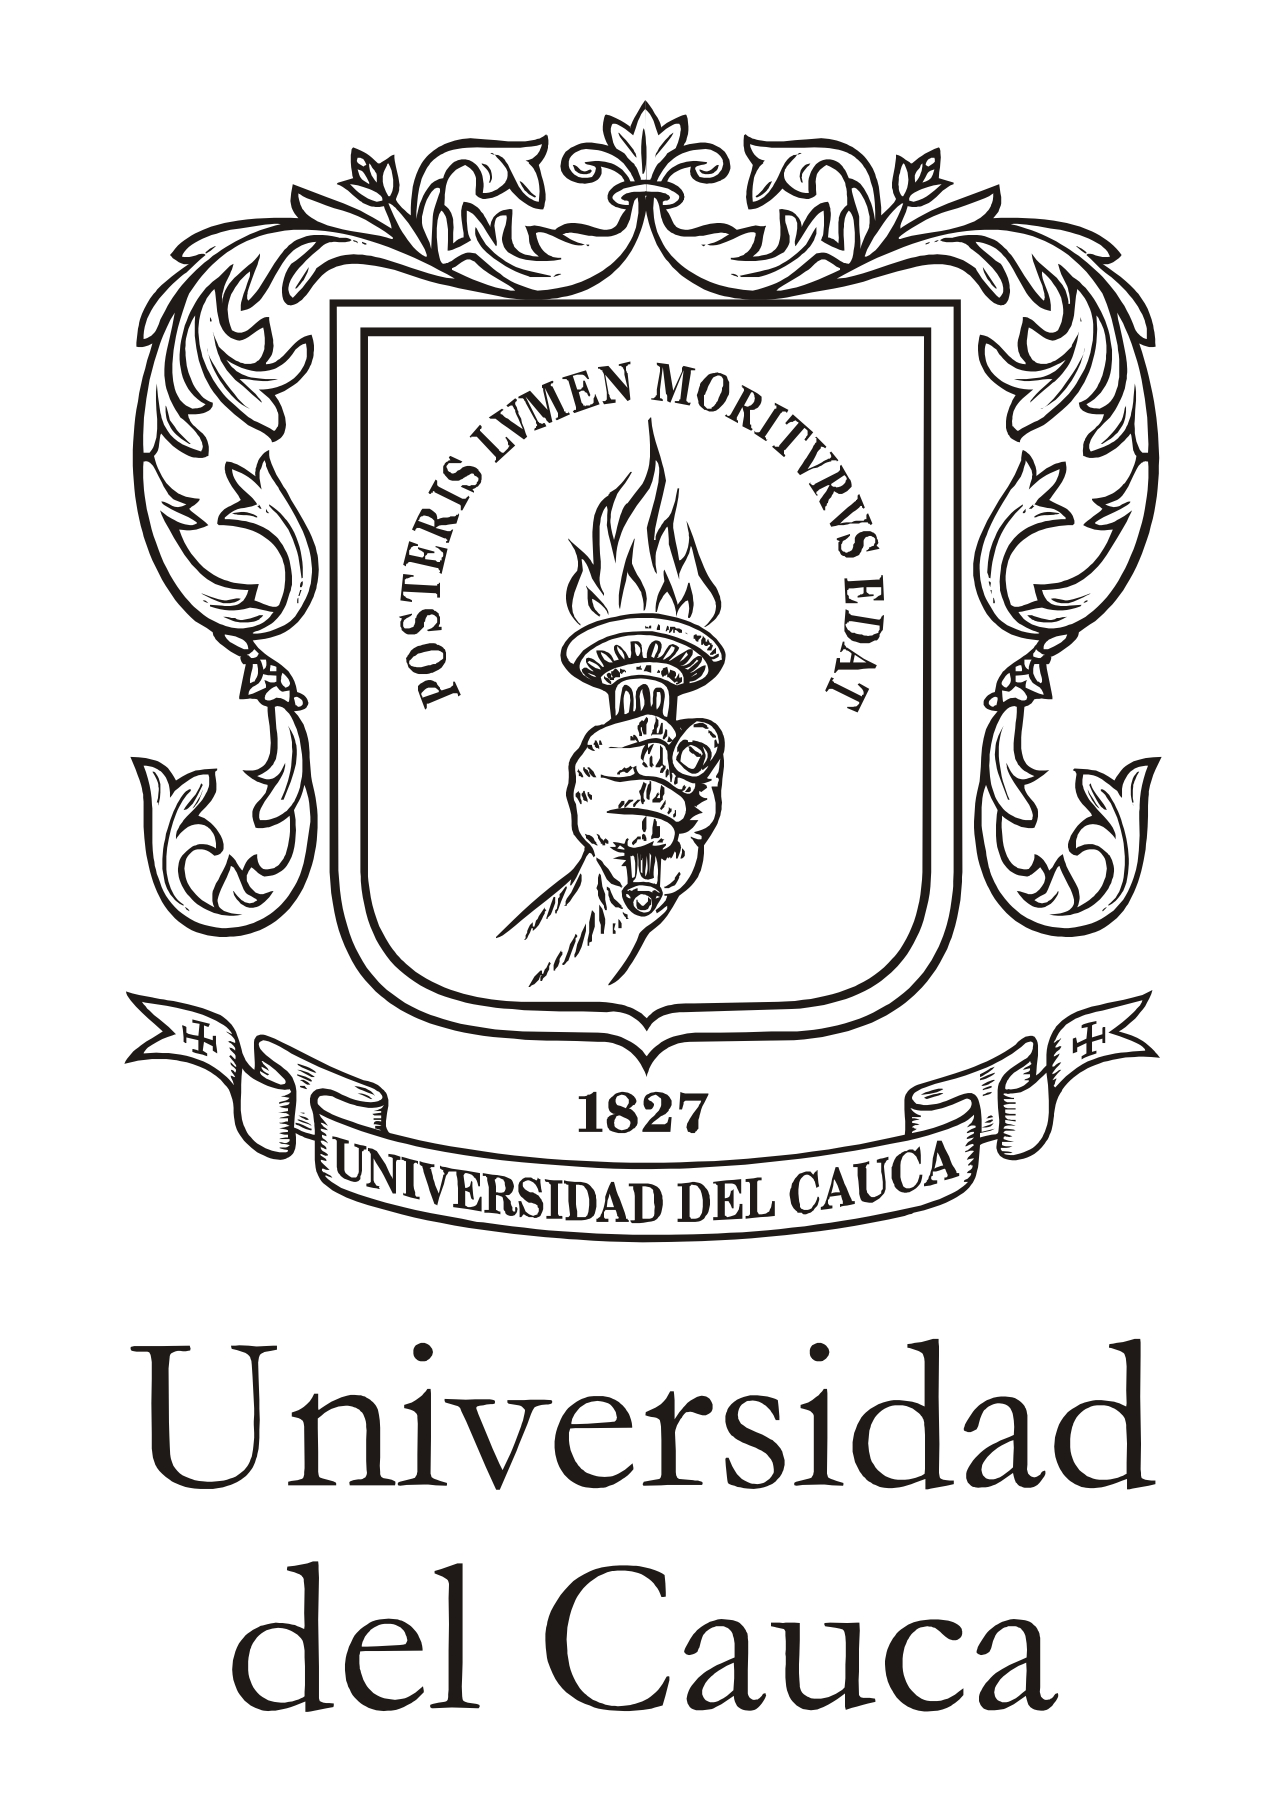 POSTERIS LVMEN MORITVRVS EDAT
1827
UNIVERSIDAD DEL CAUCA
Universidad
del Cauca